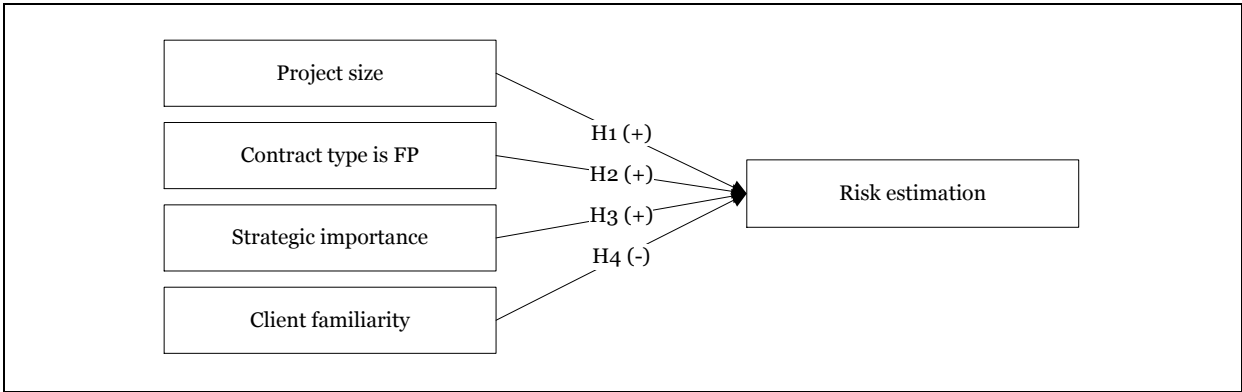 Project size
H1 (+)
Contract type is FP
H2 (+)
Risk estimation
H3 (+)
Strategic importance
H4 (-)
Client familiarity